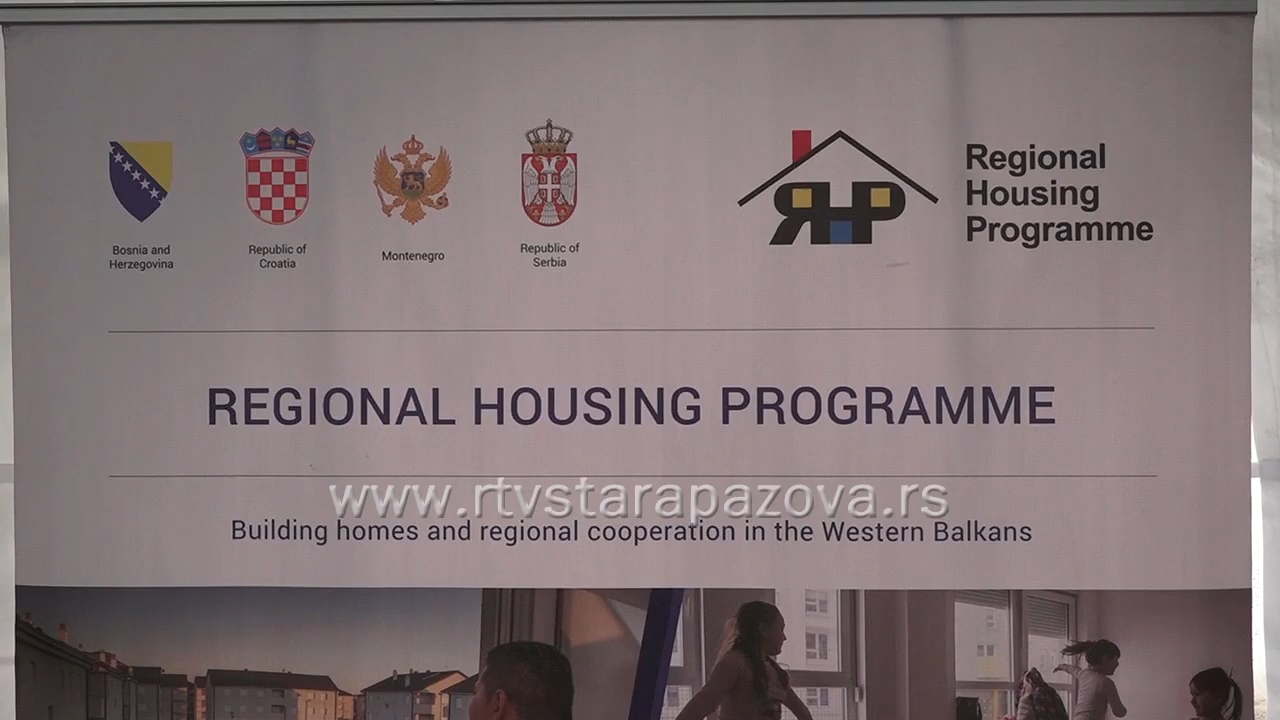 Bosnia and
Herzegovina
Republic of
Croatia
Montenegro
Republic of
Serbia
RHP
Regional
Housing
Programme
REGIONAL HOUSING PROGRAMME
www.rtvstarapazova.rs
Building homes and regional cooperation in the Western Balkans